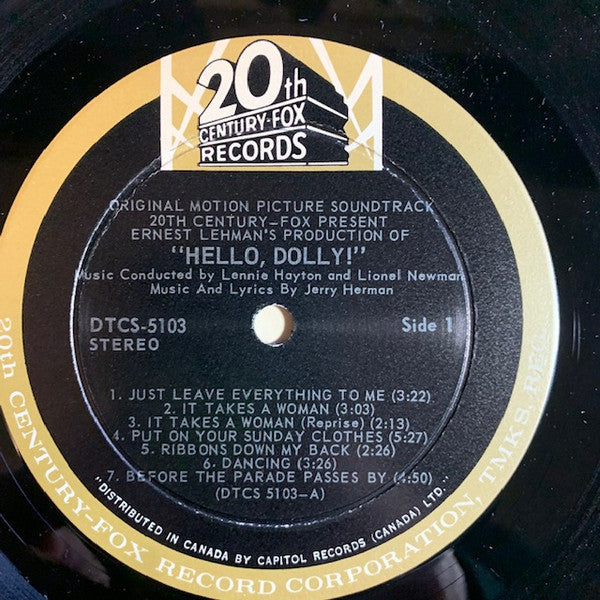 20th
CENTURY-FOX
RECORDS
ORIGINAL MOTION PICTURE SOUNDTRACK
20TH CENTURY-FOX PRESENT
ERNEST LEHMAN'S PRODUCTION OF
"HELLO, DOLLY!"
Music Conducted by Lennie Hayton and Lionel Newman
Music And Lyrics By Jerry Herman
DTCS-5103
Side 1
STEREO
1. JUST LEAVE EVERYTHING TO ME (3:22)
2. IT TAKES A WOMAN (3:03)
3. IT TAKES A WOMAN (Reprise) (2:13)
4. PUT ON YOUR SUNDAY CLOTHES (5:27)
5. RIBBONS DOWN MY BACK (2:26)
6. DANCING (3:26)
7. BEFORE THE PARADE PASSES BY (4:50)
(DTCS 5103-A)
"DISTRIBUTED IN CANADA BY CAPITOL RECORDS (CANADA) LTD."
20th CENTURY-FOX RECORD CORPORATION, TMKS. REG.